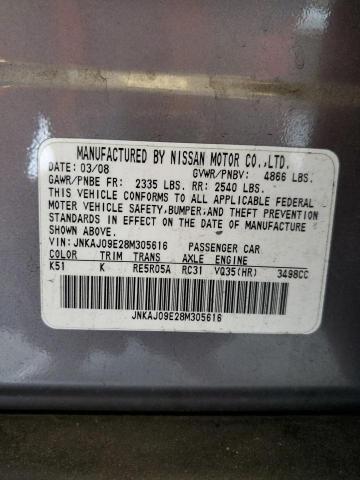 MANUFACTURED BY NISSAN MOTOR CO.,LTD.
DATE: 03/08 GVWR/PNBV: 4866 LBS.
GAWR/PNBE FR: 2335 LBS. RR: 2540 LBS.
THIS VEHICLE CONFORMS TO ALL APPLICABLE FEDERAL
MOTOR VEHICLE SAFETY,BUMPER,AND THEFT PREVENTION
STANDARDS IN EFFECT ON THE DATE OF MANUFACTURE
SHOWN ABOVE.
VIN: JNKAJ09E28M305616 PASSENGER CAR
COLOR TRIM TRANS AXLE ENGINE
K51 K RE5R05A RC31 VQ35(HR) 3498CC
JNKAJ09E28M305616